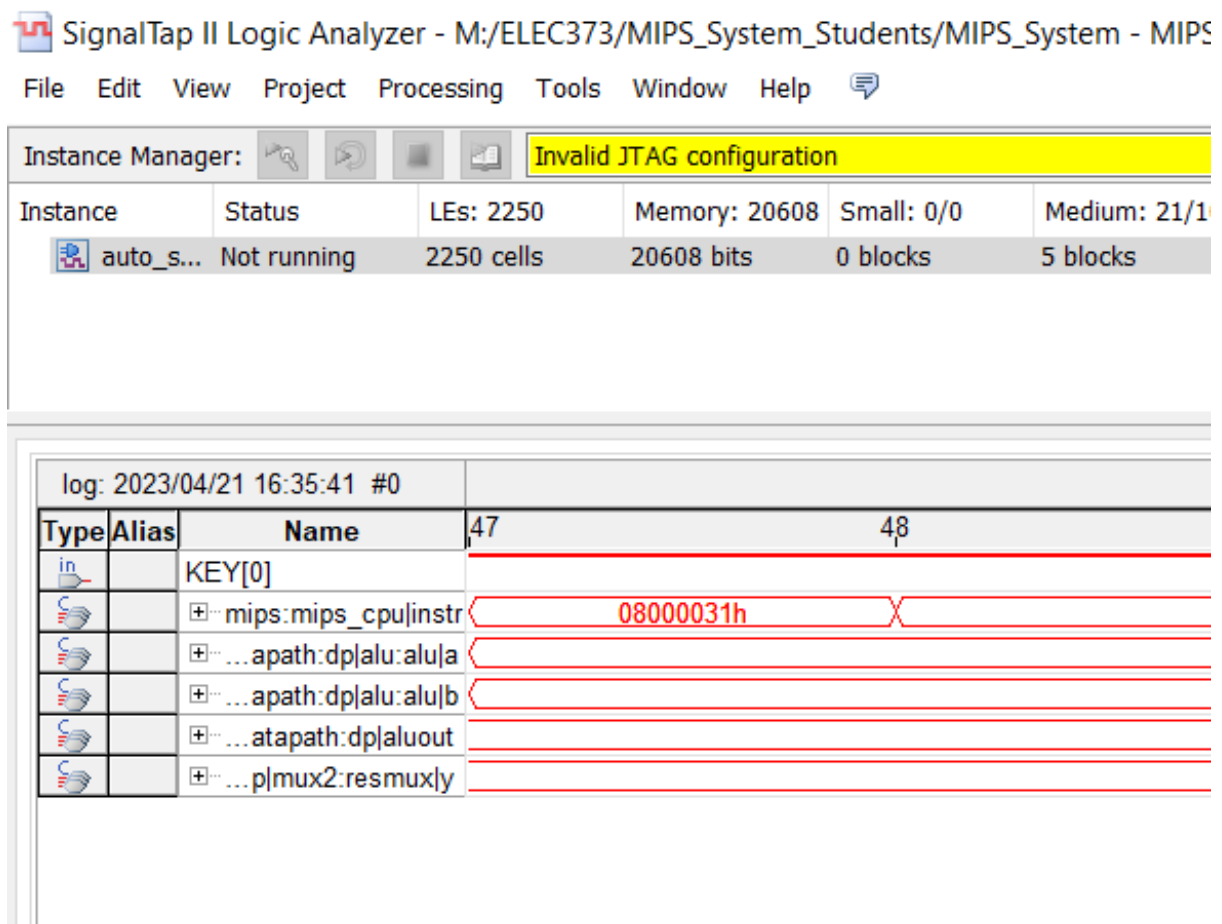 SignalTap II Logic Analyzer - M:/ELEC373/MIPS_System_Students/MIPS_System - MIPS
File Edit View Project Processing Tools Window Help
Instance Manager: Invalid JTAG configuration
Instance Status LEs: 2250 Memory: 20608 Small: 0/0 Medium: 21/1
auto_s... Not running 2250 cells 20608 bits 0 blocks 5 blocks
log: 2023/04/21 16:35:41 #0
Type Alias Name 47 48
in KEY[0]
mips:mips_cpu|instr 08000031h
...apath:dp|alu:alu|a
...apath:dp|alu:alu|b
...atapath:dp|aluout
...p|mux2:resmux|y